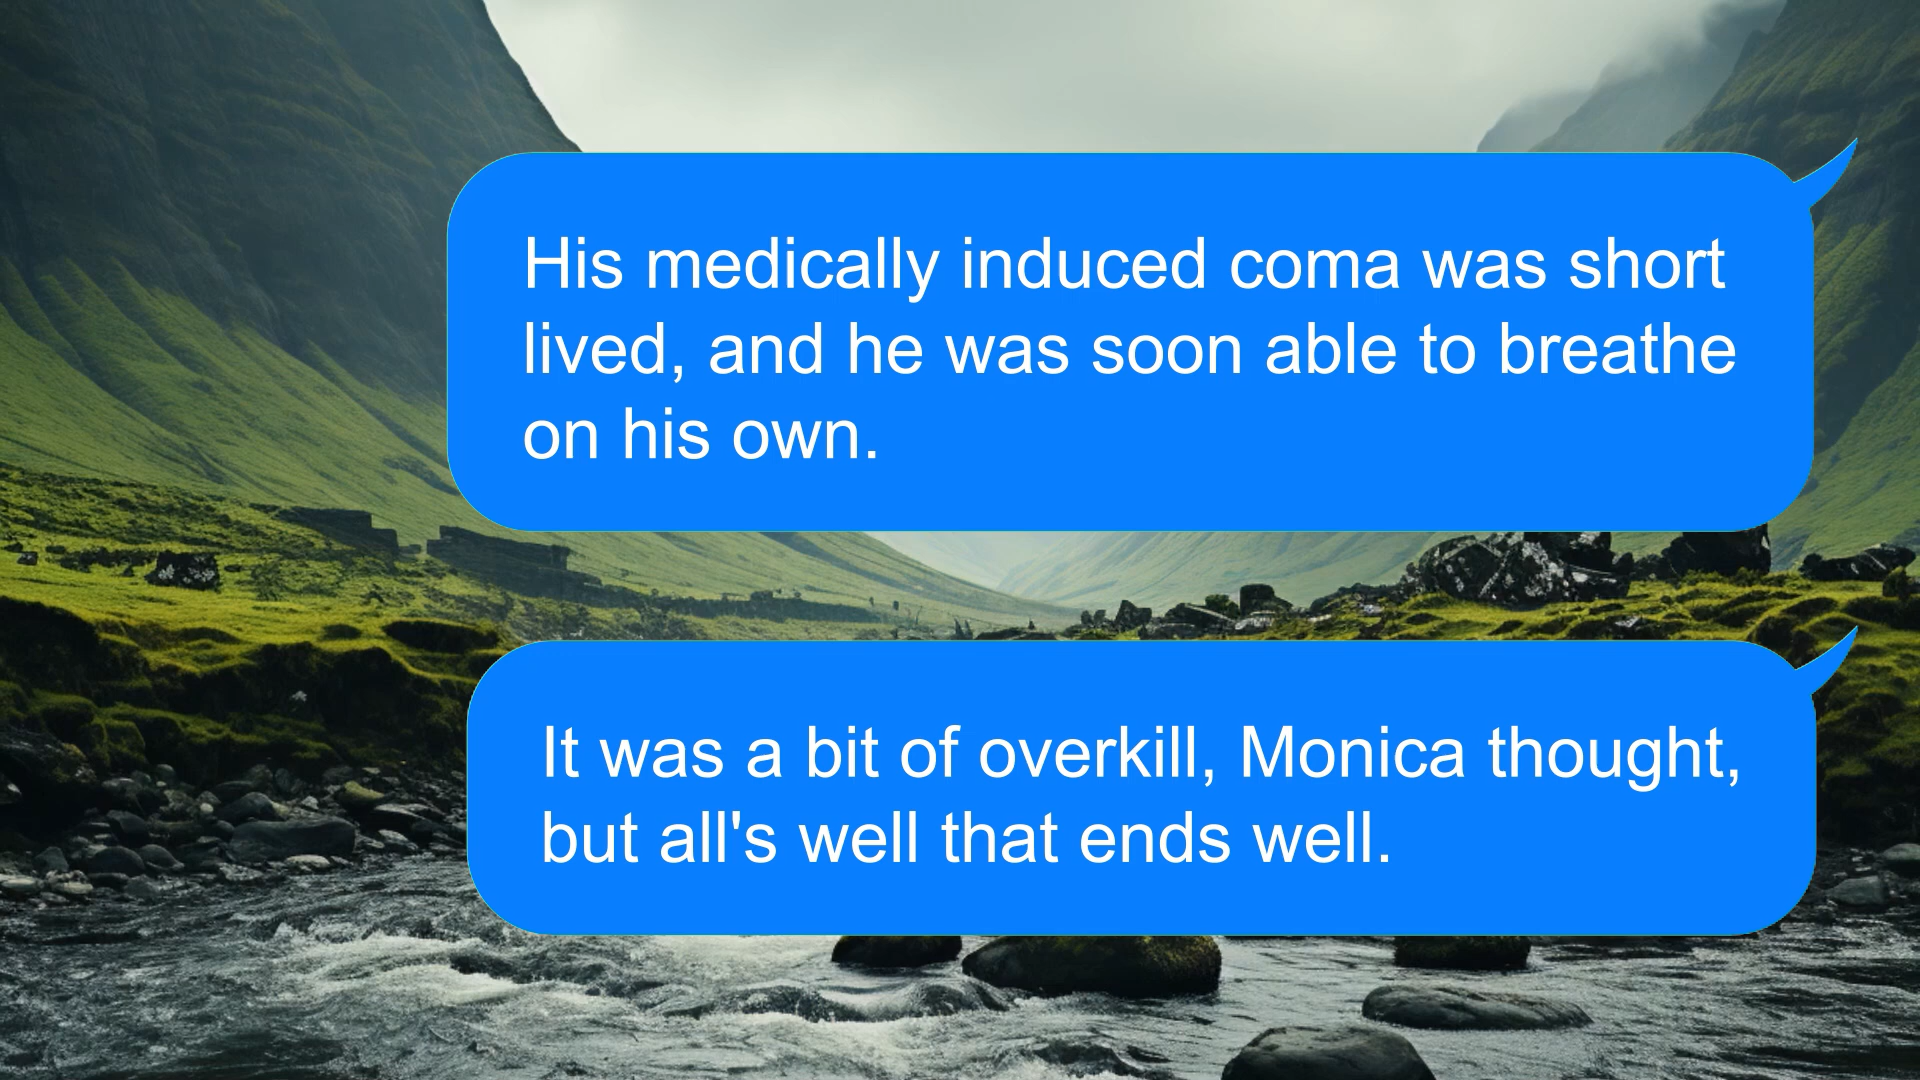 His medically induced coma was short
lived, and he was soon able to breathe
on his own.
It was a bit of overkill, Monica thought,
but all's well that ends well.